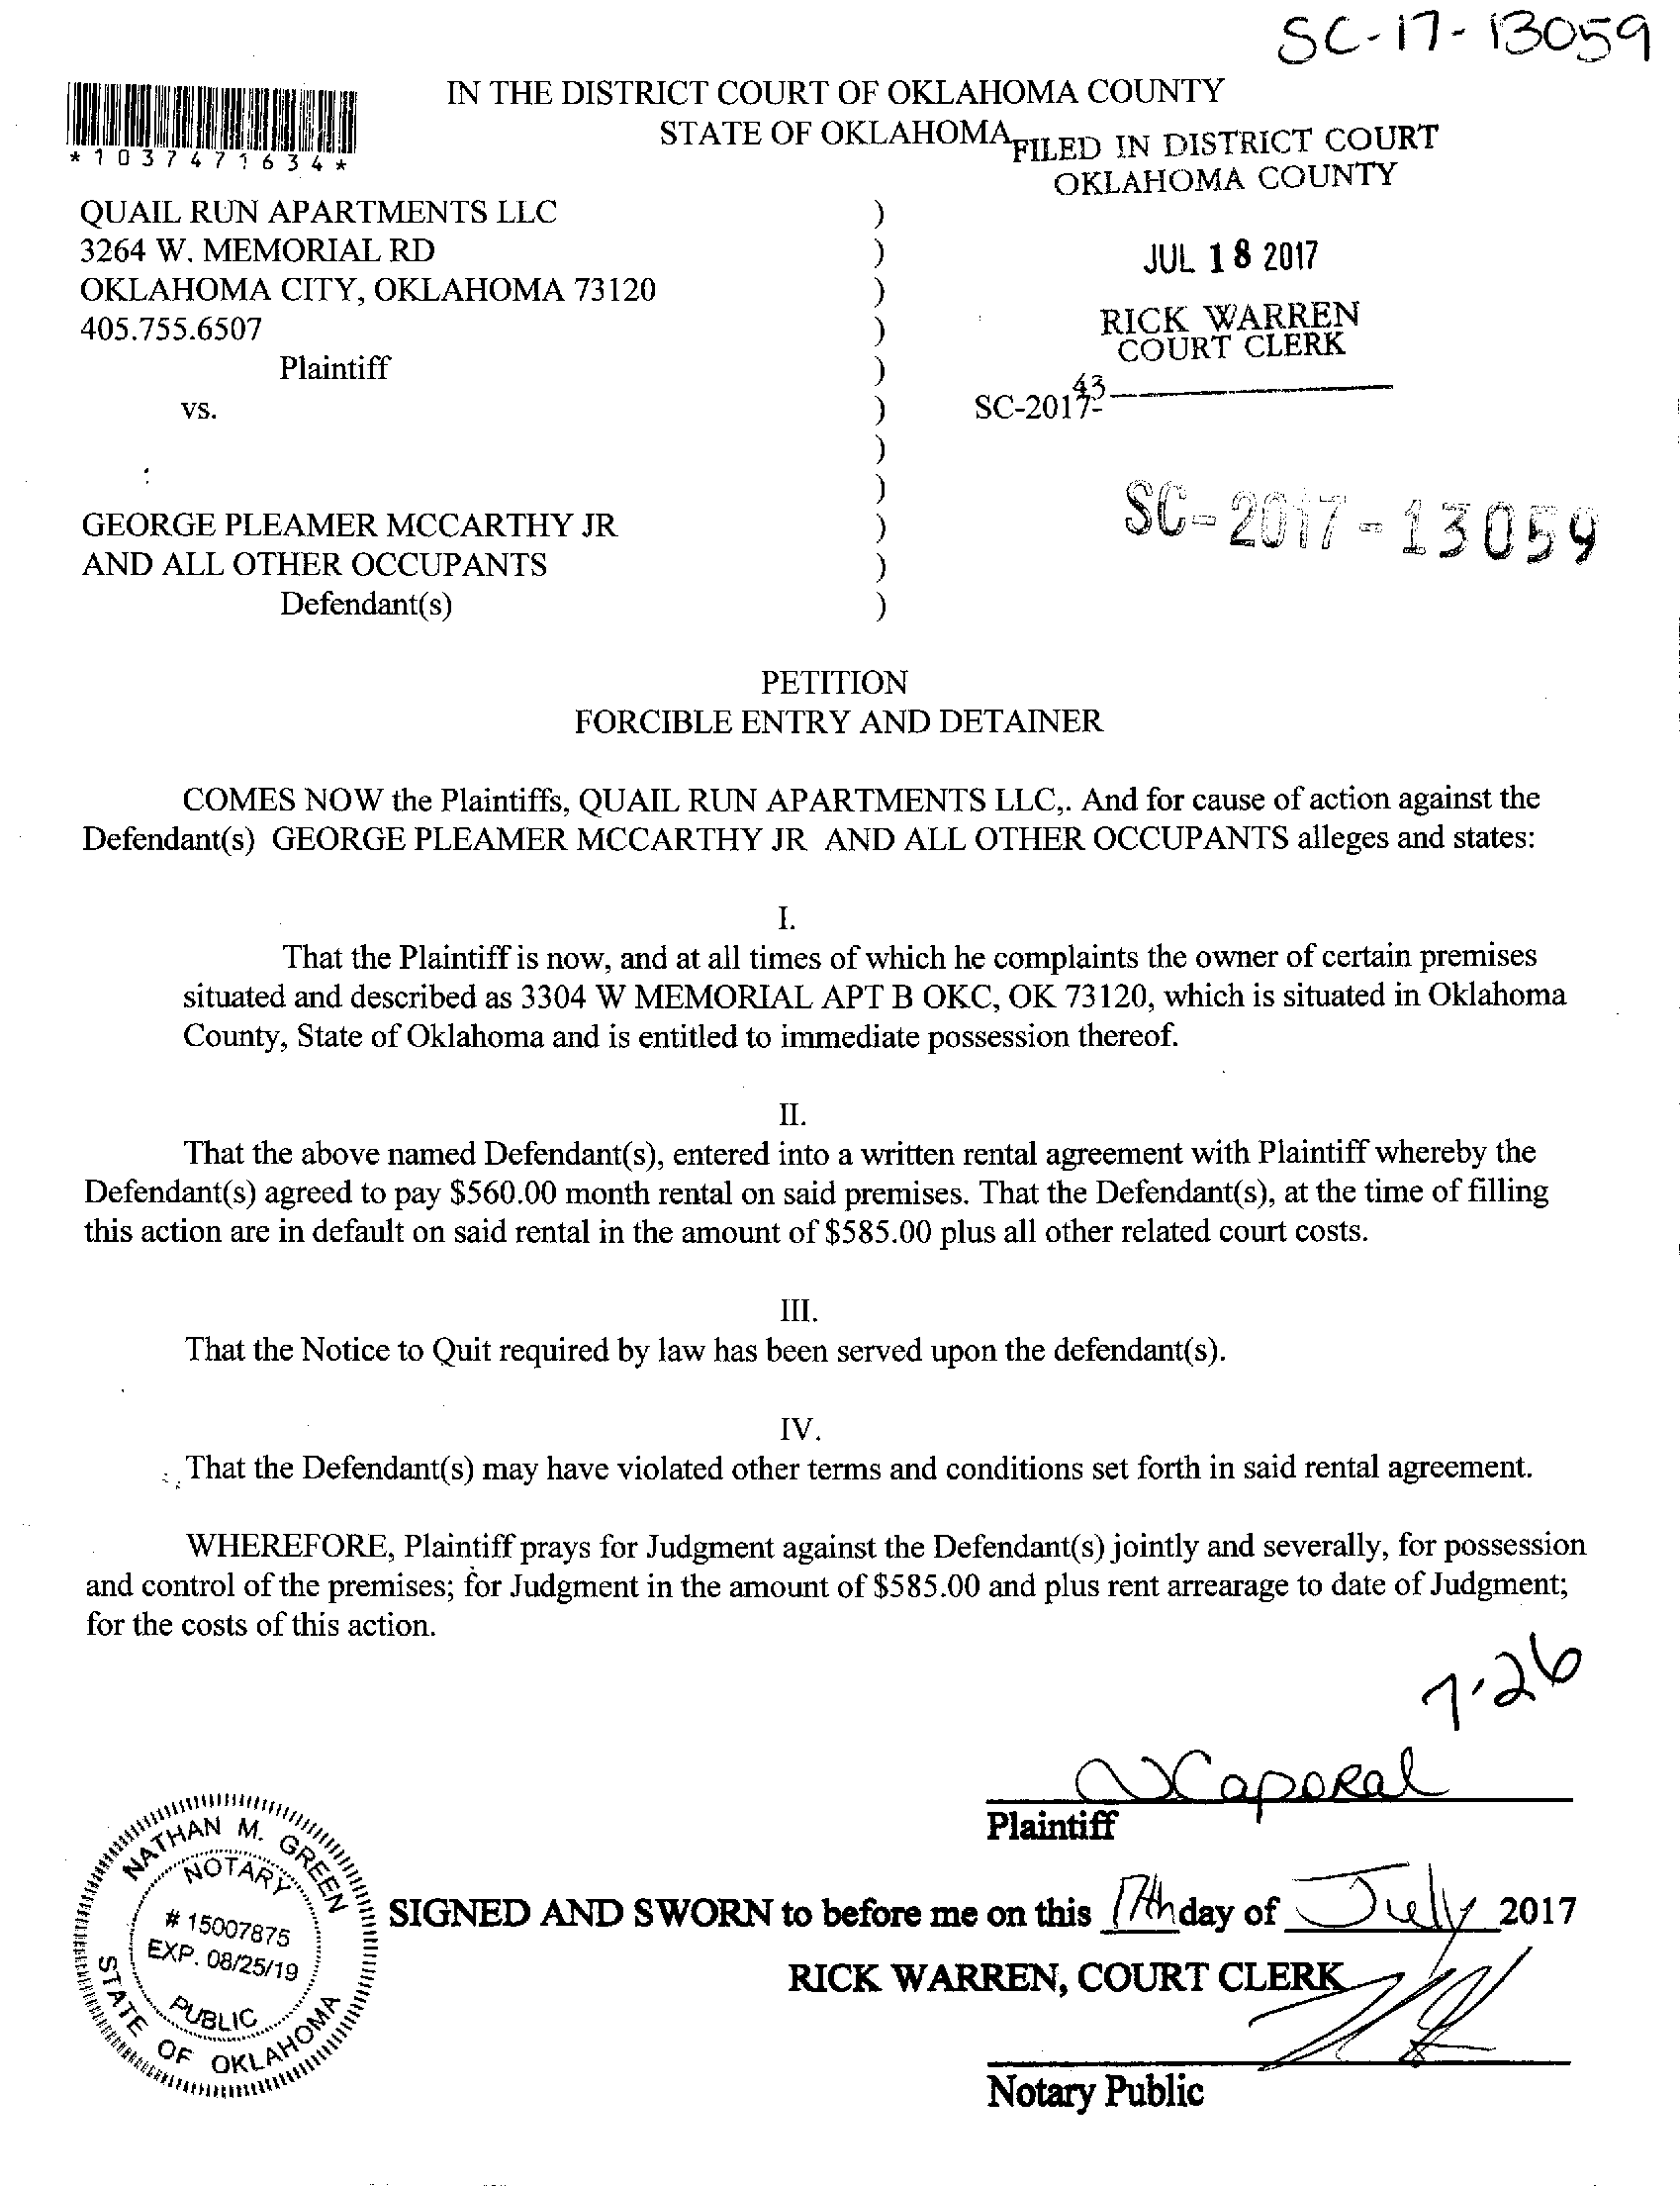 SC-17-13059
IN THE DISTRICT COURT OF OKLAHOMA COUNTY
STATE OF OKLAHOMA
*1037471634*
FILED IN DISTRICT COURT
OKLAHOMA COUNTY
JUL 18 2017
RICK WARREN
COURT CLERK
43
SC-2017-
SC-2017-13059
QUAIL RUN APARTMENTS LLC )
3264 W. MEMORIAL RD )
OKLAHOMA CITY, OKLAHOMA 73120 )
405.755.6507 )
Plaintiff )
vs. )
)
)
GEORGE PLEAMER MCCARTHY JR )
AND ALL OTHER OCCUPANTS )
Defendant(s) )
PETITION
FORCIBLE ENTRY AND DETAINER
COMES NOW the Plaintiffs, QUAIL RUN APARTMENTS LLC,. And for cause of action against the
Defendant(s) GEORGE PLEAMER MCCARTHY JR AND ALL OTHER OCCUPANTS alleges and states:
I.
That the Plaintiff is now, and at all times of which he complaints the owner of certain premises
situated and described as 3304 W MEMORIAL APT B OKC, OK 73120, which is situated in Oklahoma
County, State of Oklahoma and is entitled to immediate possession thereof.
II.
That the above named Defendant(s), entered into a written rental agreement with Plaintiff whereby the
Defendant(s) agreed to pay $560.00 month rental on said premises. That the Defendant(s), at the time of filling
this action are in default on said rental in the amount of $585.00 plus all other related court costs.
III.
That the Notice to Quit required by law has been served upon the defendant(s).
IV.
That the Defendant(s) may have violated other terms and conditions set forth in said rental agreement.
WHEREFORE, Plaintiff prays for Judgment against the Defendant(s) jointly and severally, for possession
and control of the premises; for Judgment in the amount of $585.00 and plus rent arrearage to date of Judgment;
for the costs of this action.
7.26
Caporal
Plaintiff
NATHAN M. GREEN
NOTARY
# 15007875
EXP. 08/25/19
PUBLIC
STATE OF OKLAHOMA
SIGNED AND SWORN to before me on this 17th day of July 2017
RICK WARREN, COURT CLERK
Notary Public